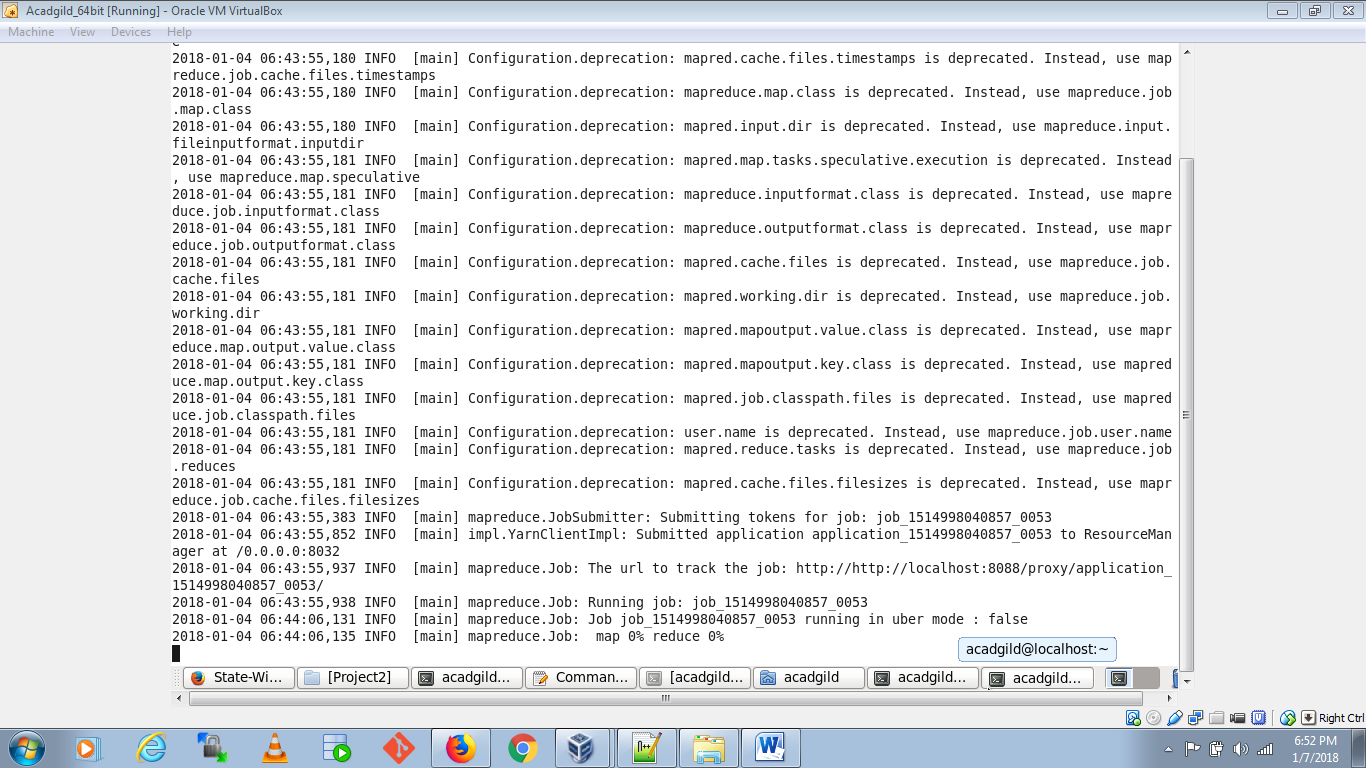 Acadgild_64bit [Running] - Oracle VM VirtualBox
Machine View Devices Help
2018-01-04 06:43:55,180 INFO  [main] Configuration.deprecation: mapred.cache.files.timestamps is deprecated. Instead, use map
reduce.job.cache.files.timestamps
2018-01-04 06:43:55,180 INFO  [main] Configuration.deprecation: mapreduce.map.class is deprecated. Instead, use mapreduce.job
.map.class
2018-01-04 06:43:55,180 INFO  [main] Configuration.deprecation: mapred.input.dir is deprecated. Instead, use mapreduce.input.
fileinputformat.inputdir
2018-01-04 06:43:55,181 INFO  [main] Configuration.deprecation: mapred.map.tasks.speculative.execution is deprecated. Instead
, use mapreduce.map.speculative
2018-01-04 06:43:55,181 INFO  [main] Configuration.deprecation: mapreduce.inputformat.class is deprecated. Instead, use mapre
duce.job.inputformat.class
2018-01-04 06:43:55,181 INFO  [main] Configuration.deprecation: mapreduce.outputformat.class is deprecated. Instead, use mapr
educe.job.outputformat.class
2018-01-04 06:43:55,181 INFO  [main] Configuration.deprecation: mapred.cache.files is deprecated. Instead, use mapreduce.job.
cache.files
2018-01-04 06:43:55,181 INFO  [main] Configuration.deprecation: mapred.working.dir is deprecated. Instead, use mapreduce.job.
working.dir
2018-01-04 06:43:55,181 INFO  [main] Configuration.deprecation: mapred.mapoutput.value.class is deprecated. Instead, use mapr
educe.map.output.value.class
2018-01-04 06:43:55,181 INFO  [main] Configuration.deprecation: mapred.mapoutput.key.class is deprecated. Instead, use mapred
uce.map.output.key.class
2018-01-04 06:43:55,181 INFO  [main] Configuration.deprecation: mapred.job.classpath.files is deprecated. Instead, use mapred
uce.job.classpath.files
2018-01-04 06:43:55,181 INFO  [main] Configuration.deprecation: user.name is deprecated. Instead, use mapreduce.job.user.name
2018-01-04 06:43:55,181 INFO  [main] Configuration.deprecation: mapred.reduce.tasks is deprecated. Instead, use mapreduce.job
.reduces
2018-01-04 06:43:55,181 INFO  [main] Configuration.deprecation: mapred.cache.files.filesizes is deprecated. Instead, use mapr
educe.job.cache.files.filesizes
2018-01-04 06:43:55,383 INFO  [main] mapreduce.JobSubmitter: Submitting tokens for job: job_1514998040857_0053
2018-01-04 06:43:55,852 INFO  [main] impl.YarnClientImpl: Submitted application application_1514998040857_0053 to ResourceMan
ager at /0.0.0.0:8032
2018-01-04 06:43:55,937 INFO  [main] mapreduce.Job: The url to track the job: http://http://localhost:8088/proxy/application_
1514998040857_0053/
2018-01-04 06:43:55,938 INFO  [main] mapreduce.Job: Running job: job_1514998040857_0053
2018-01-04 06:44:06,131 INFO  [main] mapreduce.Job: Job job_1514998040857_0053 running in uber mode : false
2018-01-04 06:44:06,135 INFO  [main] mapreduce.Job:  map 0% reduce 0%
acadgild@localhost:~
State-Wi... [Project2] acadgild... Comman... [acadgild... acadgild acadgild... acadgild...
Right Ctrl
6:52 PM
1/7/2018